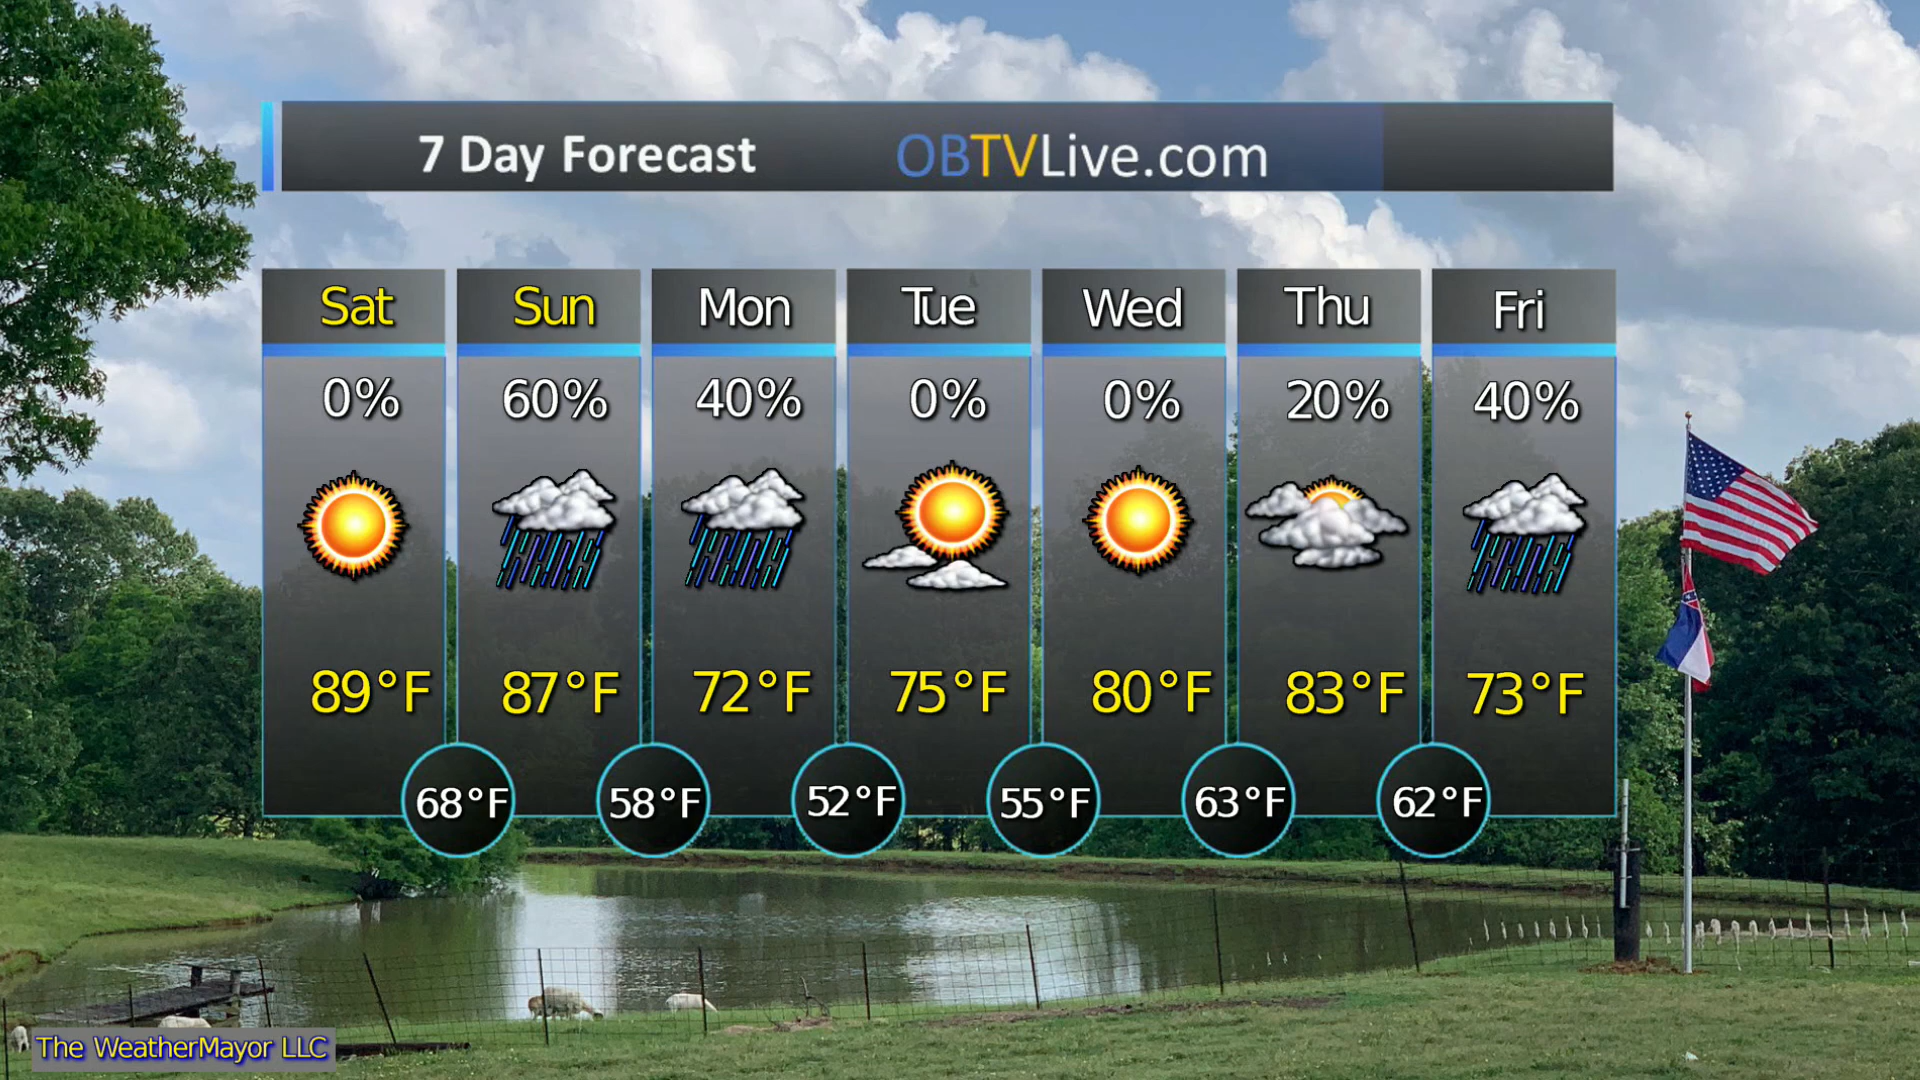 7 Day Forecast OBTVLive.com
Sat Sun Mon Tue Wed Thu Fri
0% 60% 40% 0% 0% 20% 40%
89°F 87°F 72°F 75°F 80°F 83°F 73°F
68°F 58°F 52°F 55°F 63°F 62°F
The WeatherMayor LLC